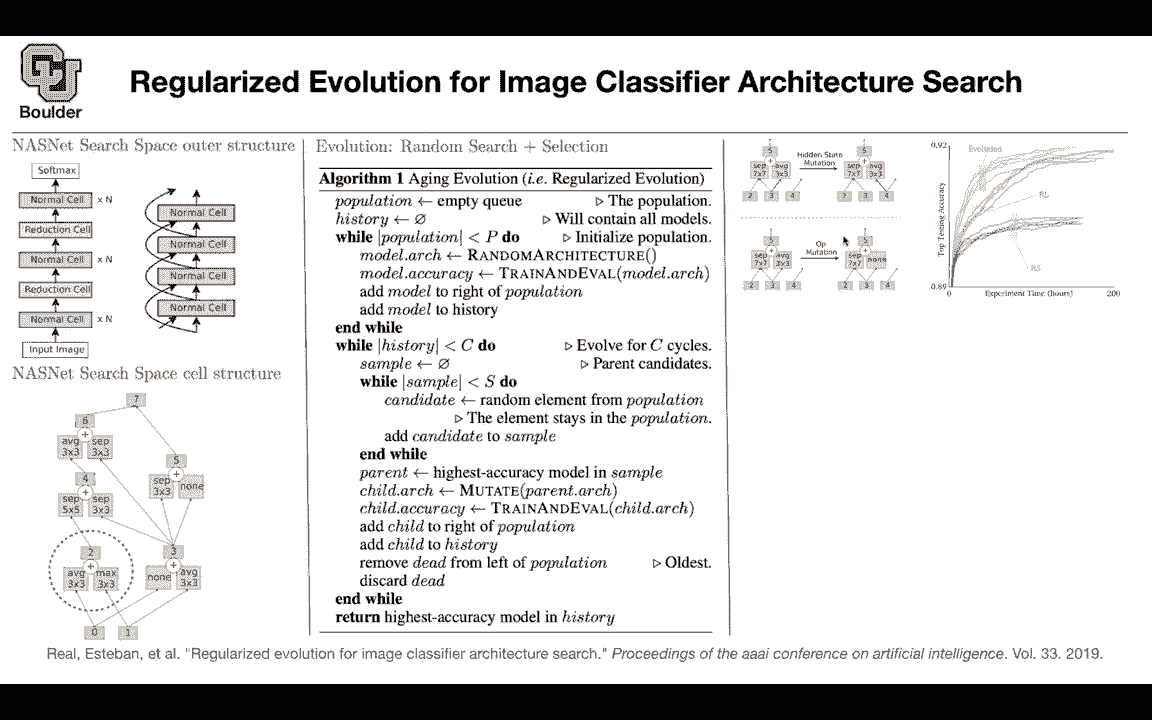 Boulder
Regularized Evolution for Image Classifier Architecture Search
NASNet Search Space outer structure
Softmax
Normal Cell x N
Reduction Cell
Normal Cell x N
Reduction Cell
Normal Cell x N
Input Image
Normal Cell
Normal Cell
Normal Cell
Normal Cell
NASNet Search Space cell structure
7
6
+
avg 3x3
sep 3x3
5
+
sep 3x3
none
4
+
sep 5x5
sep 3x3
2
+
avg 3x3
max 3x3
3
+
none
avg 3x3
0
1
Evolution: Random Search + Selection
Algorithm 1 Aging Evolution (i.e. Regularized Evolution)
population ← empty queue ▷ The population.
history ← ∅ ▷ Will contain all models.
while |population| < P do ▷ Initialize population.
model.arch ← RANDOMARCHITECTURE()
model.accuracy ← TRAINANDEVAL(model.arch)
add model to right of population
add model to history
end while
while |history| < C do ▷ Evolve for C cycles.
sample ← ∅ ▷ Parent candidates.
while |sample| < S do
candidate ← random element from population
▷ The element stays in the population.
add candidate to sample
end while
parent ← highest-accuracy model in sample
child.arch ← MUTATE(parent.arch)
child.accuracy ← TRAINANDEVAL(child.arch)
add child to right of population
add child to history
remove dead from left of population ▷ Oldest.
discard dead
end while
return highest-accuracy model in history
5
+
sep 7x7
avg 3x3
2 3 4
Hidden State
Mutation
5
+
sep 7x7
avg 3x3
2 3 4
5
+
sep 7x7
avg 3x3
2 3 4
Op
Mutation
5
+
sep 7x7
none
2 3 4
0.92
Top Testing Accuracy
0.89
Evolution
RL
RS
0
Experiment Time (hours)
200
Real, Esteban, et al. "Regularized evolution for image classifier architecture search." Proceedings of the aaai conference on artificial intelligence. Vol. 33. 2019.